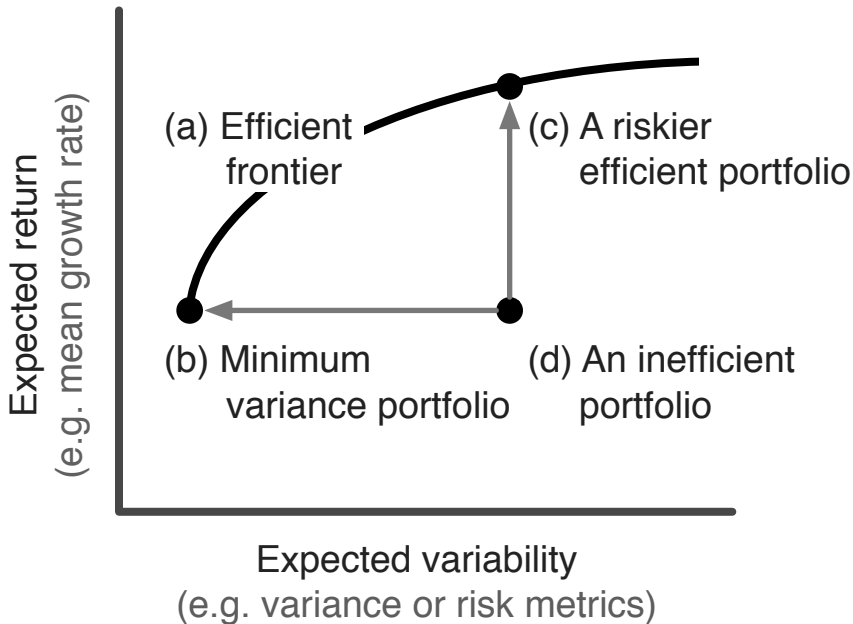 Expected return
(e.g. mean growth rate)
(a) Efficient
frontier
(c) A riskier
efficient portfolio
(b) Minimum
variance portfolio
(d) An inefficient
portfolio
Expected variability
(e.g. variance or risk metrics)